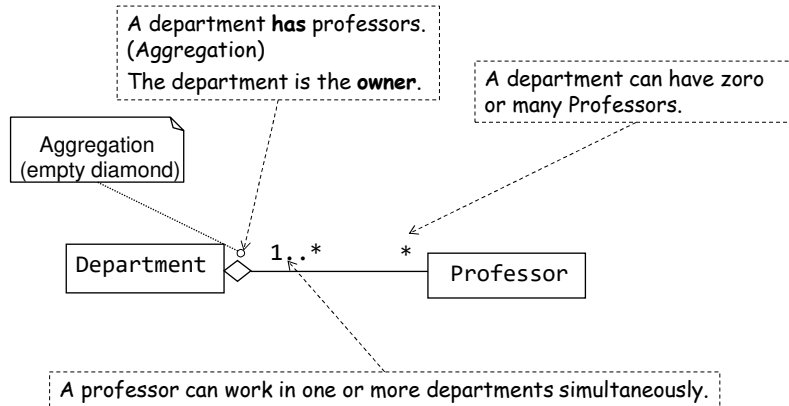 A department has professors.
(Aggregation)
The department is the owner.
A department can have zoro
or many Professors.
Aggregation
(empty diamond)
1..*
*
Department
Professor
A professor can work in one or more departments simultaneously.